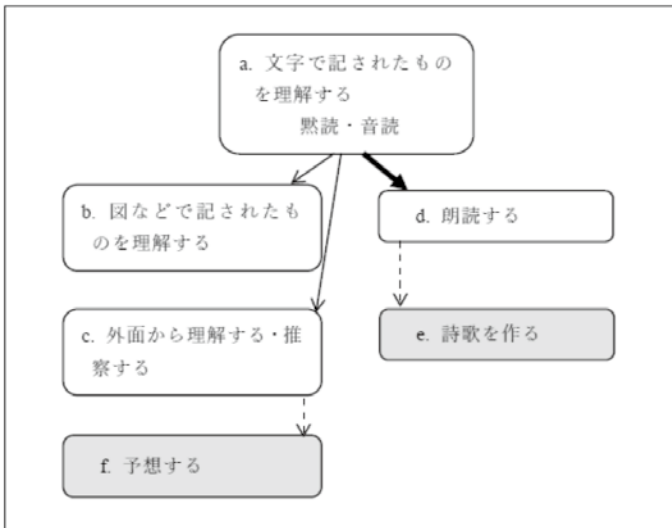 a. 文字で記されたもの
を理解する
黙読・音読
b. 図などで記されたも
のを理解する
d. 朗読する
c. 外面から理解する・推
察する
e. 詩歌を作る
f. 予想する